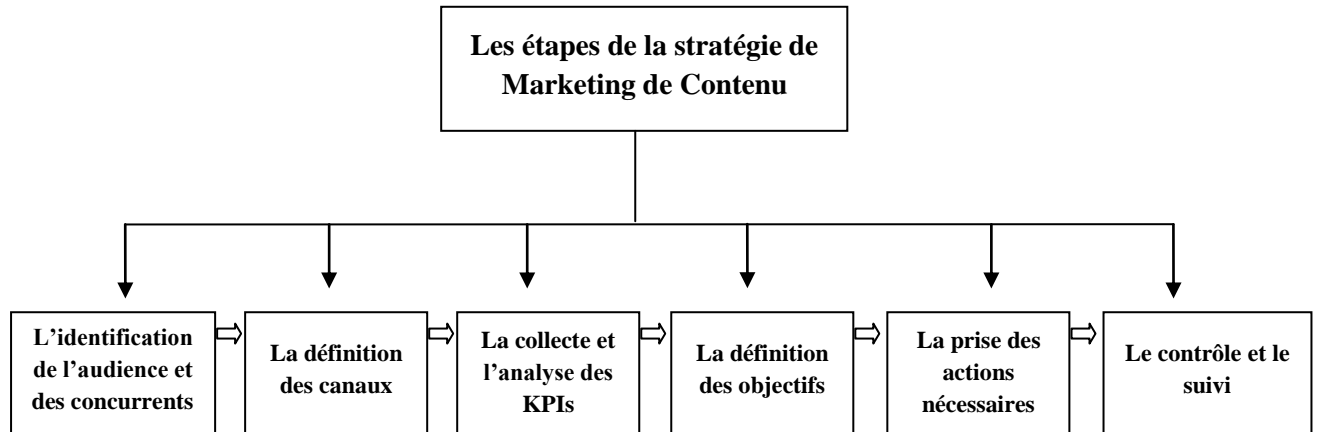 Les étapes de la stratégie de
Marketing de Contenu
L’identification
de l’audience et
des concurrents
La définition
des canaux
La collecte et
l’analyse des
KPIs
La définition
des objectifs
La prise des
actions
nécessaires
Le contrôle et le
suivi